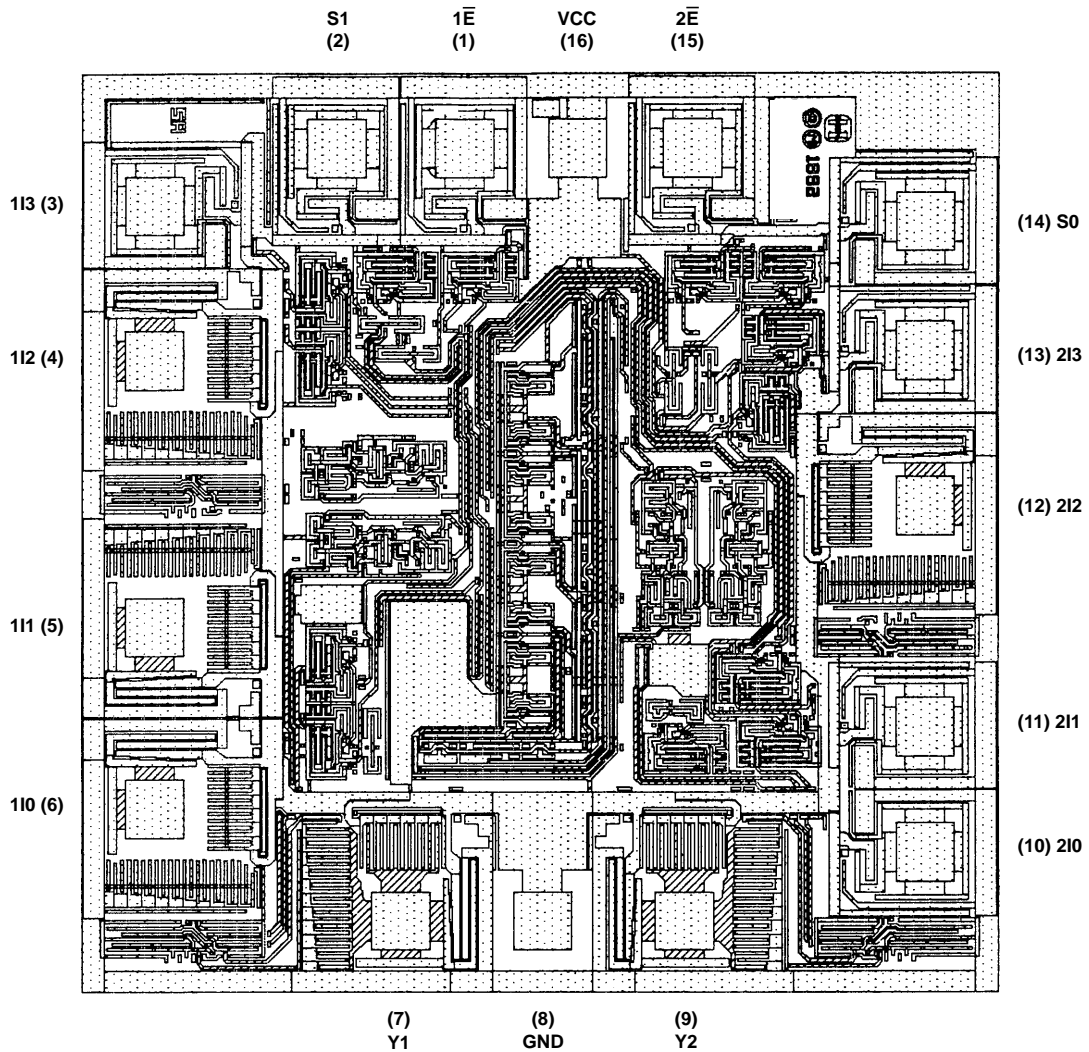 S1 1E̅ VCC 2E̅
(2) (1) (16) (15)
1I3 (3)
(14) S0
1I2 (4)
(13) 2I3
(12) 2I2
1I1 (5)
(11) 2I1
1I0 (6)
(10) 2I0
(7) (8) (9)
Y1 GND Y2